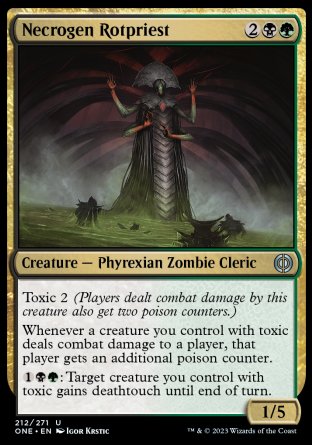 Necrogen Rotpriest 2
Creature — Phyrexian Zombie Cleric
Toxic 2 (Players dealt combat damage by this
creature also get two poison counters.)
Whenever a creature you control with toxic
deals combat damage to a player, that
player gets an additional poison counter.
1: Target creature you control with
toxic gains deathtouch until end of turn.
1/5
212/271 U
ONE • EN Igor Krstic
™ & © 2023 Wizards of the Coast